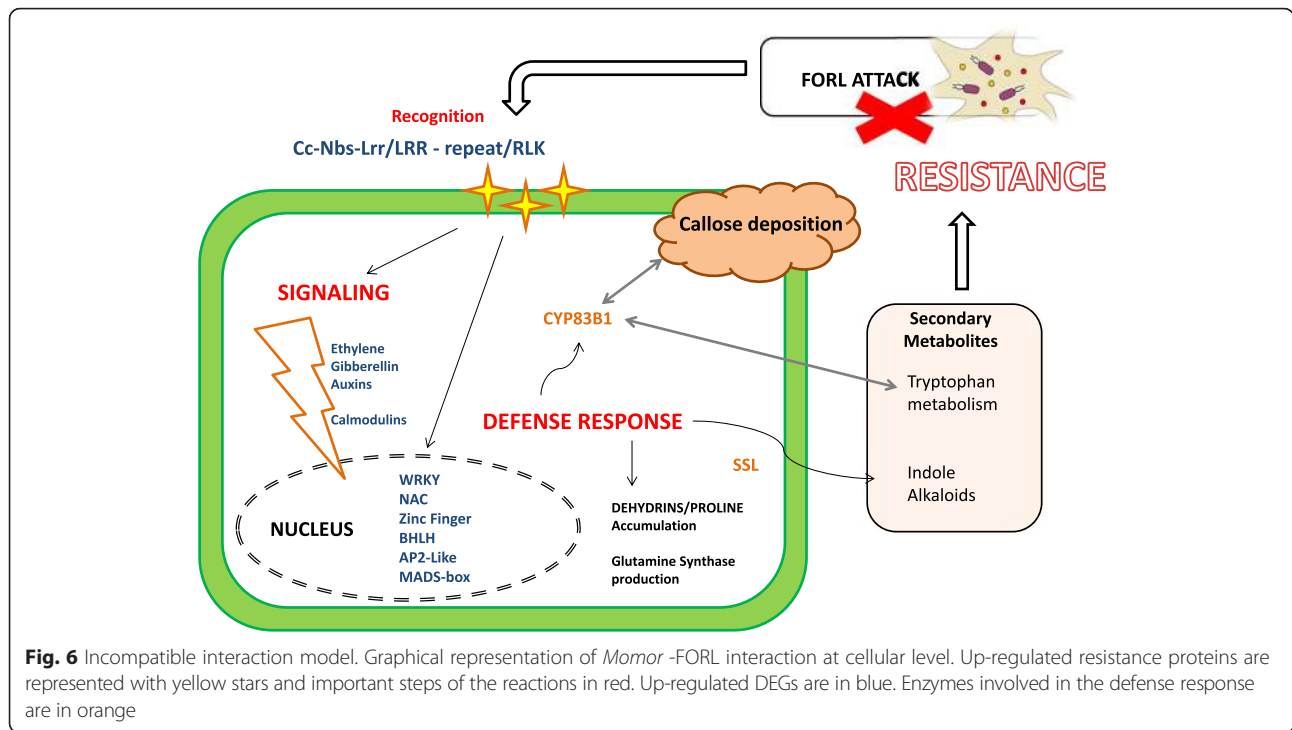 FORL ATTACK
Recognition
Cc-Nbs-Lrr/LRR - repeat/RLK
RESISTANCE
Callose deposition
SIGNALING
Ethylene
Gibberellin
Auxins
Calmodulins
CYP83B1
Secondary
Metabolites
Tryptophan
metabolism
Indole
Alkaloids
DEFENSE RESPONSE
SSL
DEHYDRINS/PROLINE
Accumulation
Glutamine Synthase
production
NUCLEUS
WRKY
NAC
Zinc Finger
BHLH
AP2-Like
MADS-box
Fig. 6 Incompatible interaction model. Graphical representation of Momor -FORL interaction at cellular level. Up-regulated resistance proteins are
represented with yellow stars and important steps of the reactions in red. Up-regulated DEGs are in blue. Enzymes involved in the defense response
are in orange